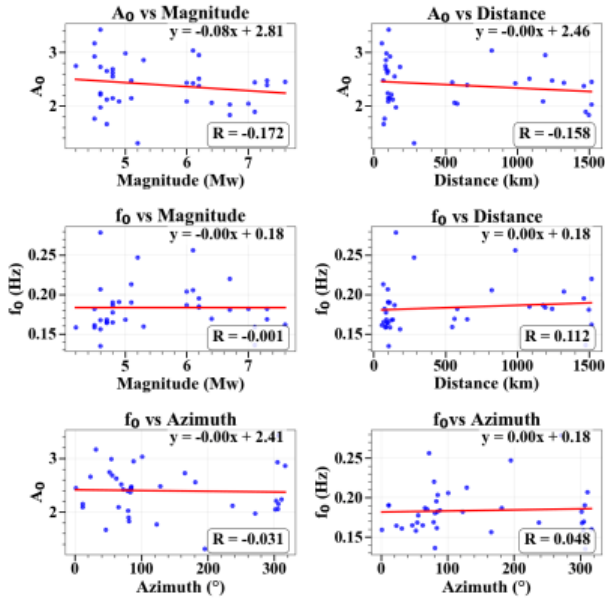 A₀ vs Magnitude
y = -0.08x + 2.81
3
2
A₀
R = -0.172
5
6
7
Magnitude (Mw)
A₀ vs Distance
y = -0.00x + 2.46
3
2
A₀
R = -0.158
0
500
1000
1500
Distance (km)
f₀ vs Magnitude
y = -0.00x + 0.18
0.25
0.20
0.15
f₀ (Hz)
R = -0.001
5
6
7
Magnitude (Mw)
f₀ vs Distance
y = 0.00x + 0.18
0.25
0.20
0.15
f₀ (Hz)
R = 0.112
0
500
1000
1500
Distance (km)
f₀ vs Azimuth
y = -0.00x + 2.41
3
2
A₀
R = -0.031
0
100
200
300
Azimuth (°)
f₀vs Azimuth
y = 0.00x + 0.18
0.25
0.20
0.15
f₀ (Hz)
R = 0.048
0
100
200
300
Azimuth (°)